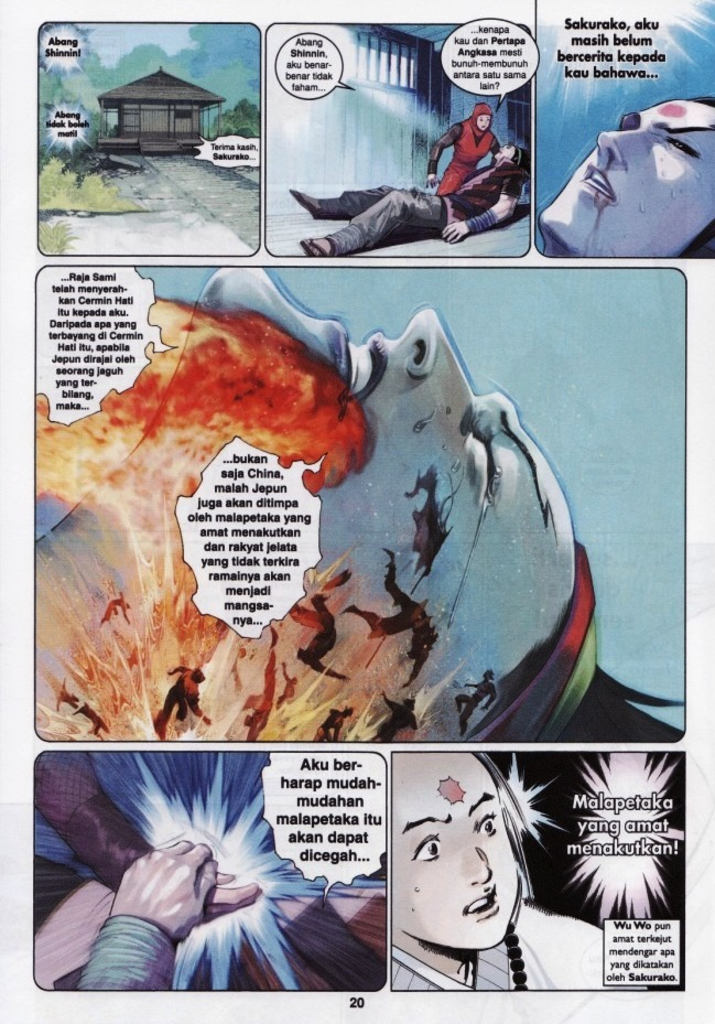 Abang
Shinnin!
Abang
tidak boleh
mati!
Terima kasih,
Sakurako...
Abang
Shinnin,
aku benar-
benar tidak
faham...
...kenapa
kau dan Pertapa
Angkasa mesti
bunuh-membunuh
antara satu sama
lain?
Sakurako, aku
masih belum
bercerita kepada
kau bahawa...
...Raja Sami
telah menyerah-
kan Cermin Hati
itu kepada aku.
Daripada apa yang
terbayang di Cermin
Hati itu, apabila
Jepun dirajai oleh
seorang jaguh
yang ter-
bilang,
maka...
...bukan
saja China,
malah Jepun
juga akan ditimpa
oleh malapetaka yang
amat menakutkan
dan rakyat jelata
yang tidak terkira
ramainya akan
menjadi
mangsa-
nya...
Aku ber-
harap mudah-
mudahan
malapetaka itu
akan dapat
dicegah...
Malapetaka
yang amat
menakutkan!
Wu Wo pun
amat terkejut
mendengar apa
yang dikatakan
oleh Sakurako.
20